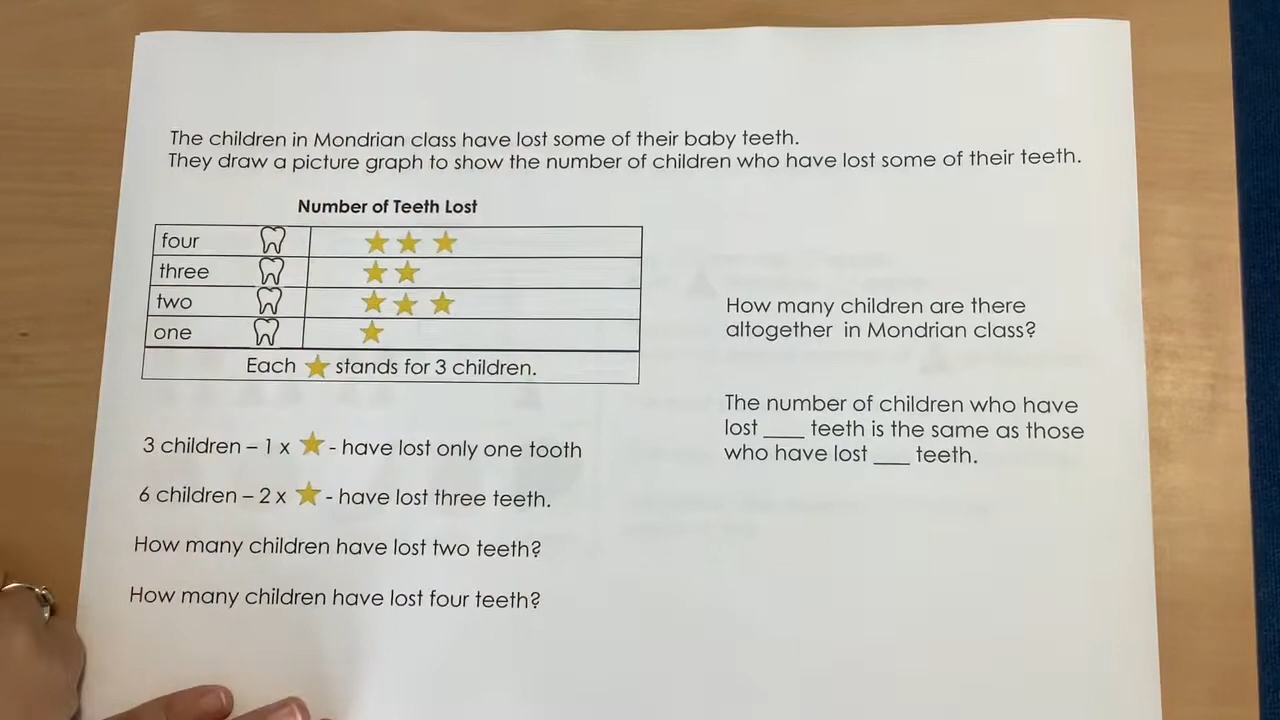 The children in Mondrian class have lost some of their baby teeth.
They draw a picture graph to show the number of children who have lost some of their teeth.
Number of Teeth Lost
four
three
two
one
Each stands for 3 children.
3 children – 1 x - have lost only one tooth
6 children – 2 x - have lost three teeth.
How many children have lost two teeth?
How many children have lost four teeth?
How many children are there
altogether in Mondrian class?
The number of children who have
lost ___ teeth is the same as those
who have lost ___ teeth.